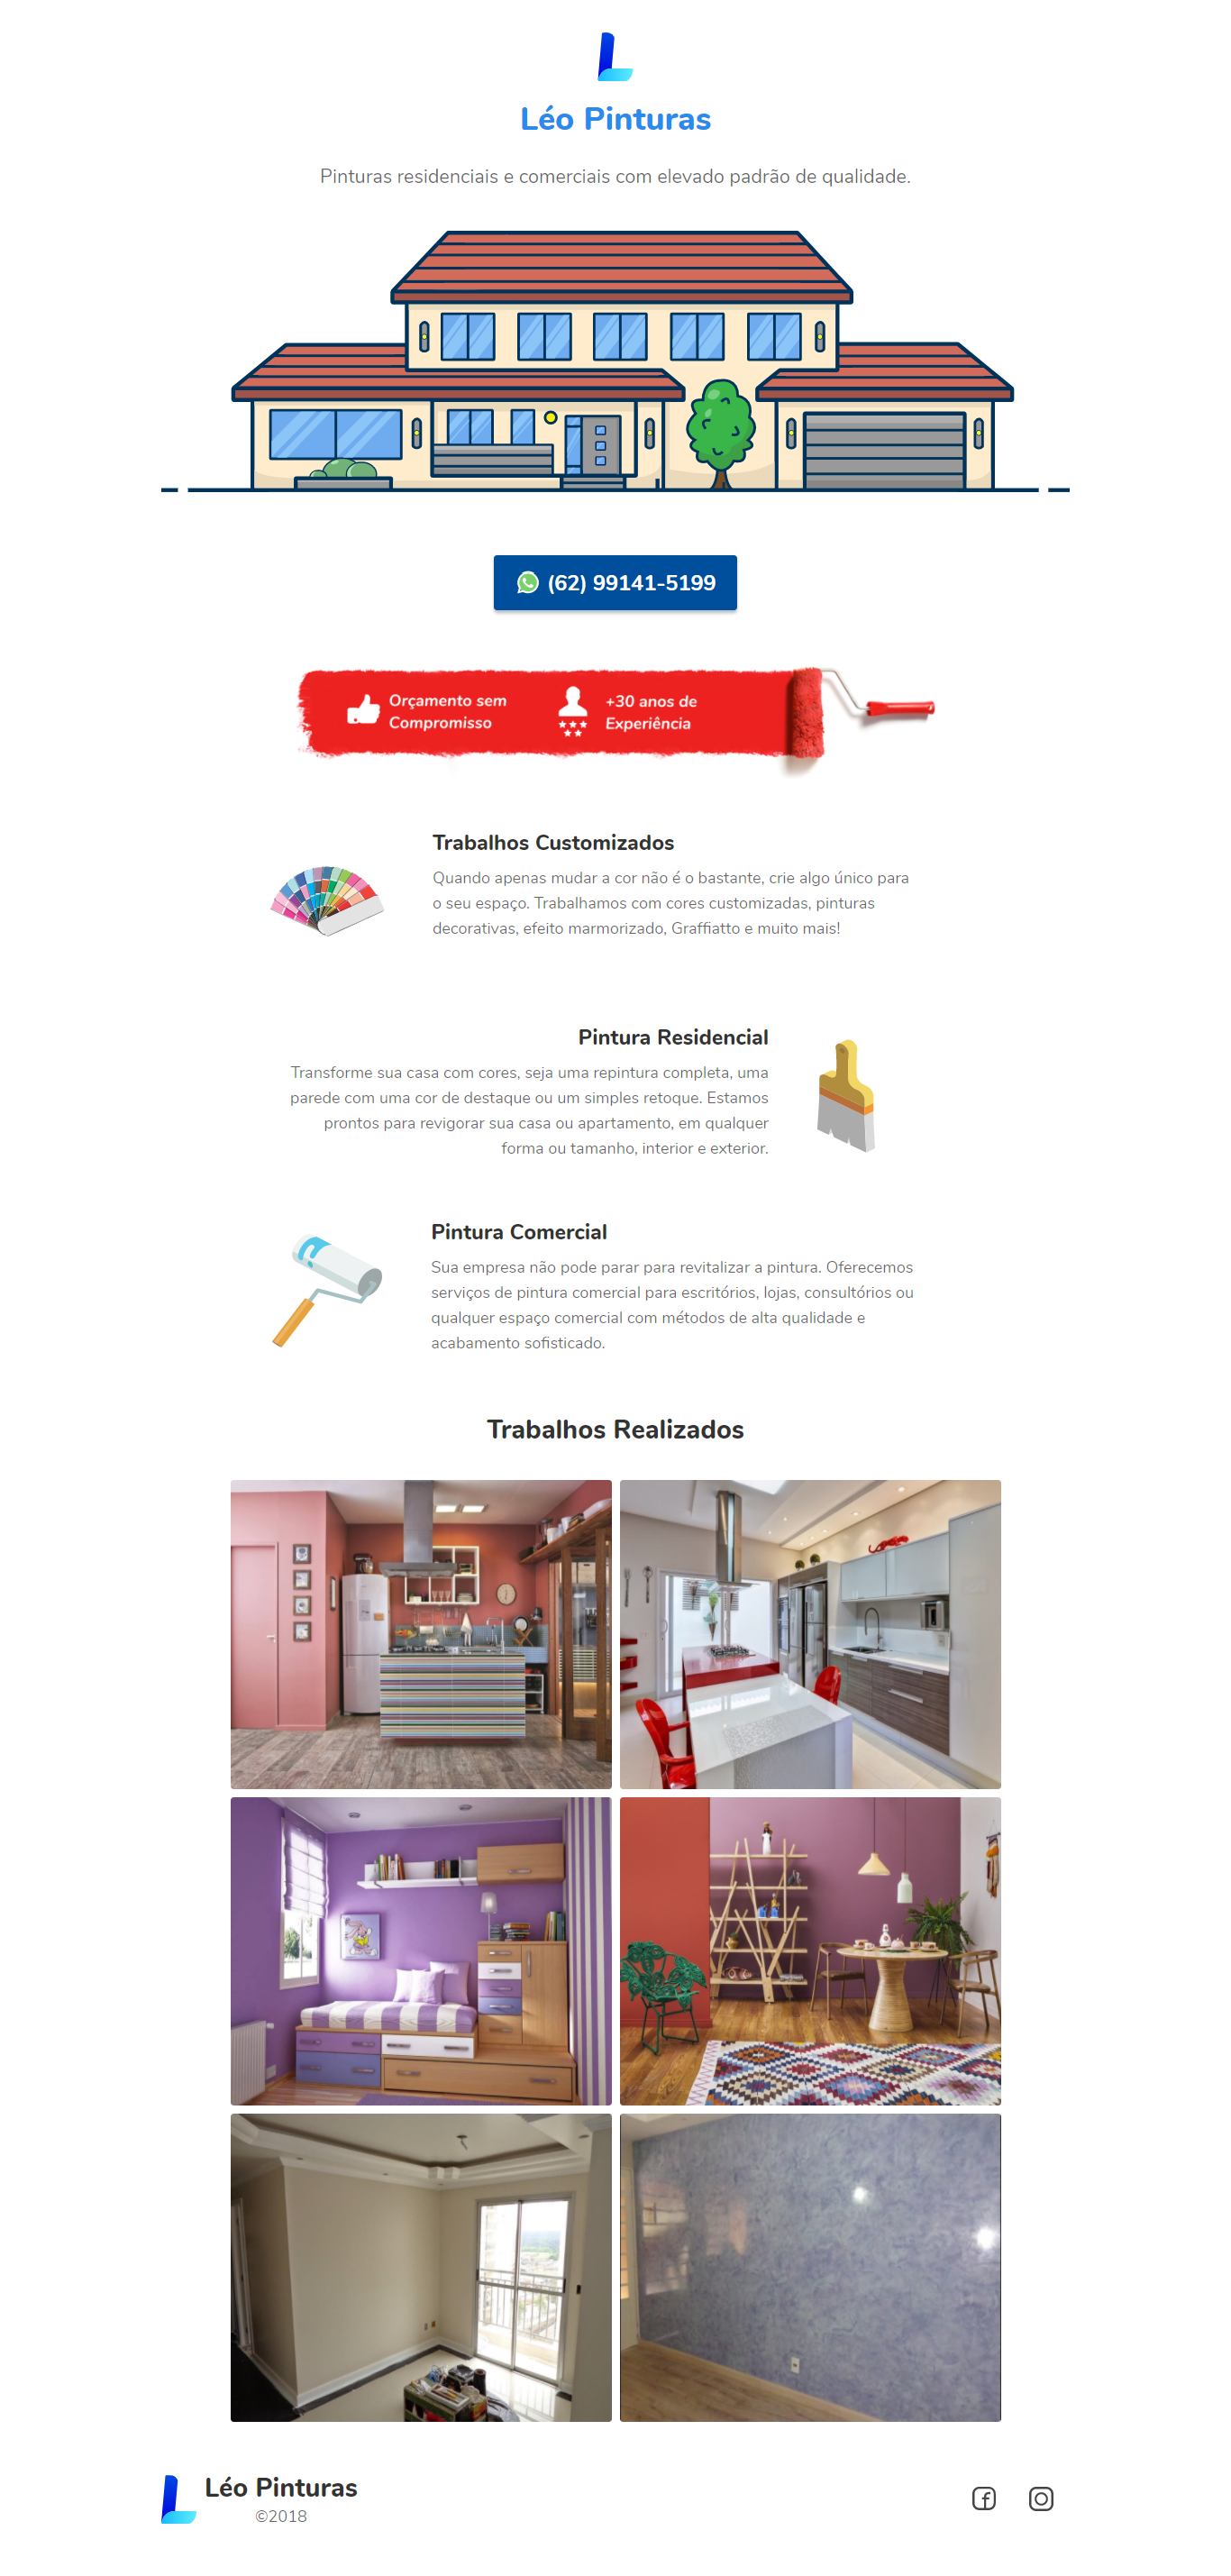 Léo Pinturas
Pinturas residenciais e comerciais com elevado padrão de qualidade.
(62) 99141-5199
Orçamento sem
Compromisso
+30 anos de
Experiência
Trabalhos Customizados
Quando apenas mudar a cor não é o bastante, crie algo único para
o seu espaço. Trabalhamos com cores customizadas, pinturas
decorativas, efeito marmorizado, Graffiatto e muito mais!
Pintura Residencial
Transforme sua casa com cores, seja uma repintura completa, uma
parede com uma cor de destaque ou um simples retoque. Estamos
prontos para revigorar sua casa ou apartamento, em qualquer
forma ou tamanho, interior e exterior.
Pintura Comercial
Sua empresa não pode parar para revitalizar a pintura. Oferecemos
serviços de pintura comercial para escritórios, lojas, consultórios ou
qualquer espaço comercial com métodos de alta qualidade e
acabamento sofisticado.
Trabalhos Realizados
Léo Pinturas
©2018